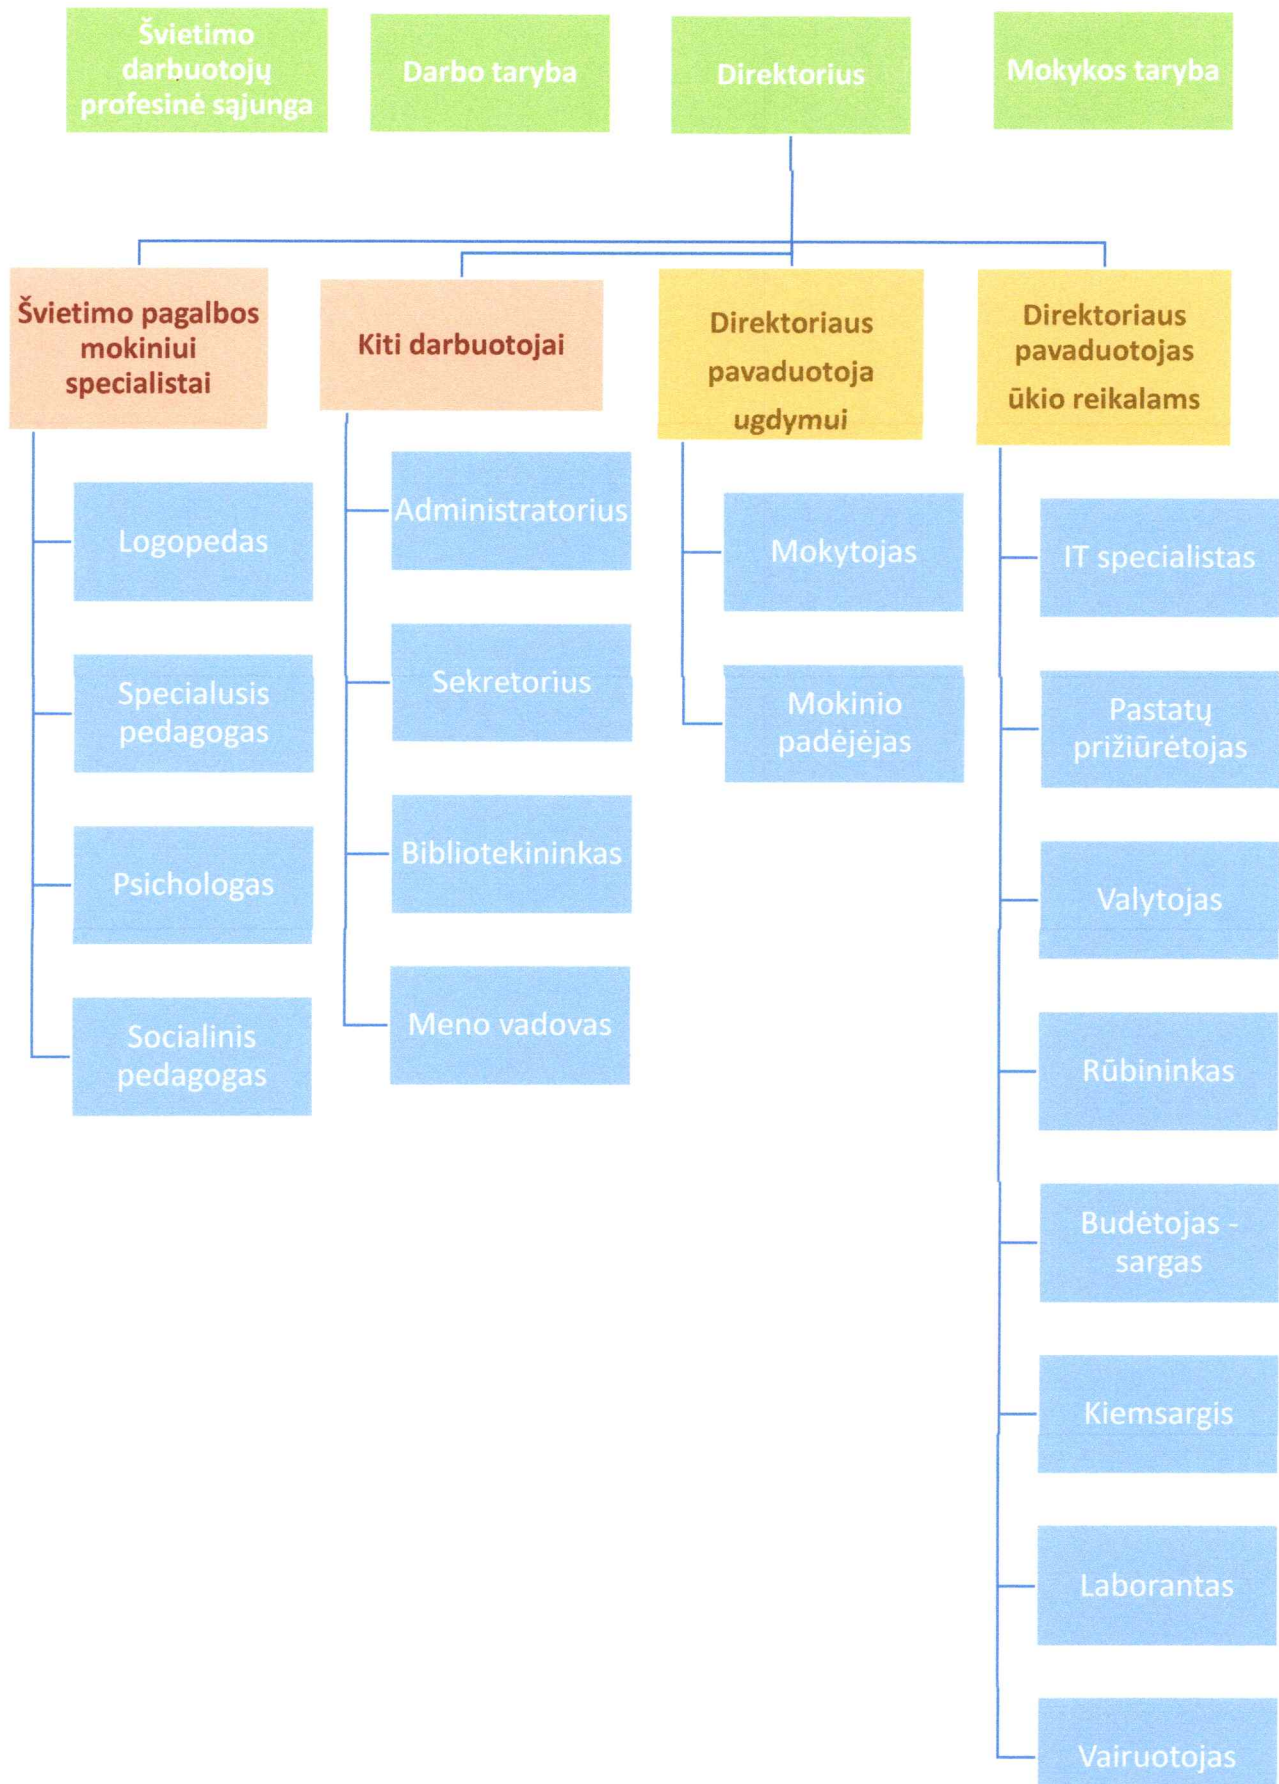 Švietimo
darbuotojų
profesinė sąjunga
Darbo taryba
Direktorius
Mokykos taryba
Švietimo pagalbos
mokiniui
specialistai
Kiti darbuotojai
Direktoriaus
pavaduotoja
ugdymui
Direktoriaus
pavaduotojas
ūkio reikalams
Logopedas
Specialusis
pedagogas
Psichologas
Socialinis
pedagogas
Administratorius
Sekretorius
Bibliotekininkas
Meno vadovas
Mokytojas
Mokinio
padėjėjas
IT specialistas
Pastatų
prižiūrėtojas
Valytojas
Rūbininkas
Budėtojas -
sargas
Kiemsargis
Laborantas
Vairuotojas